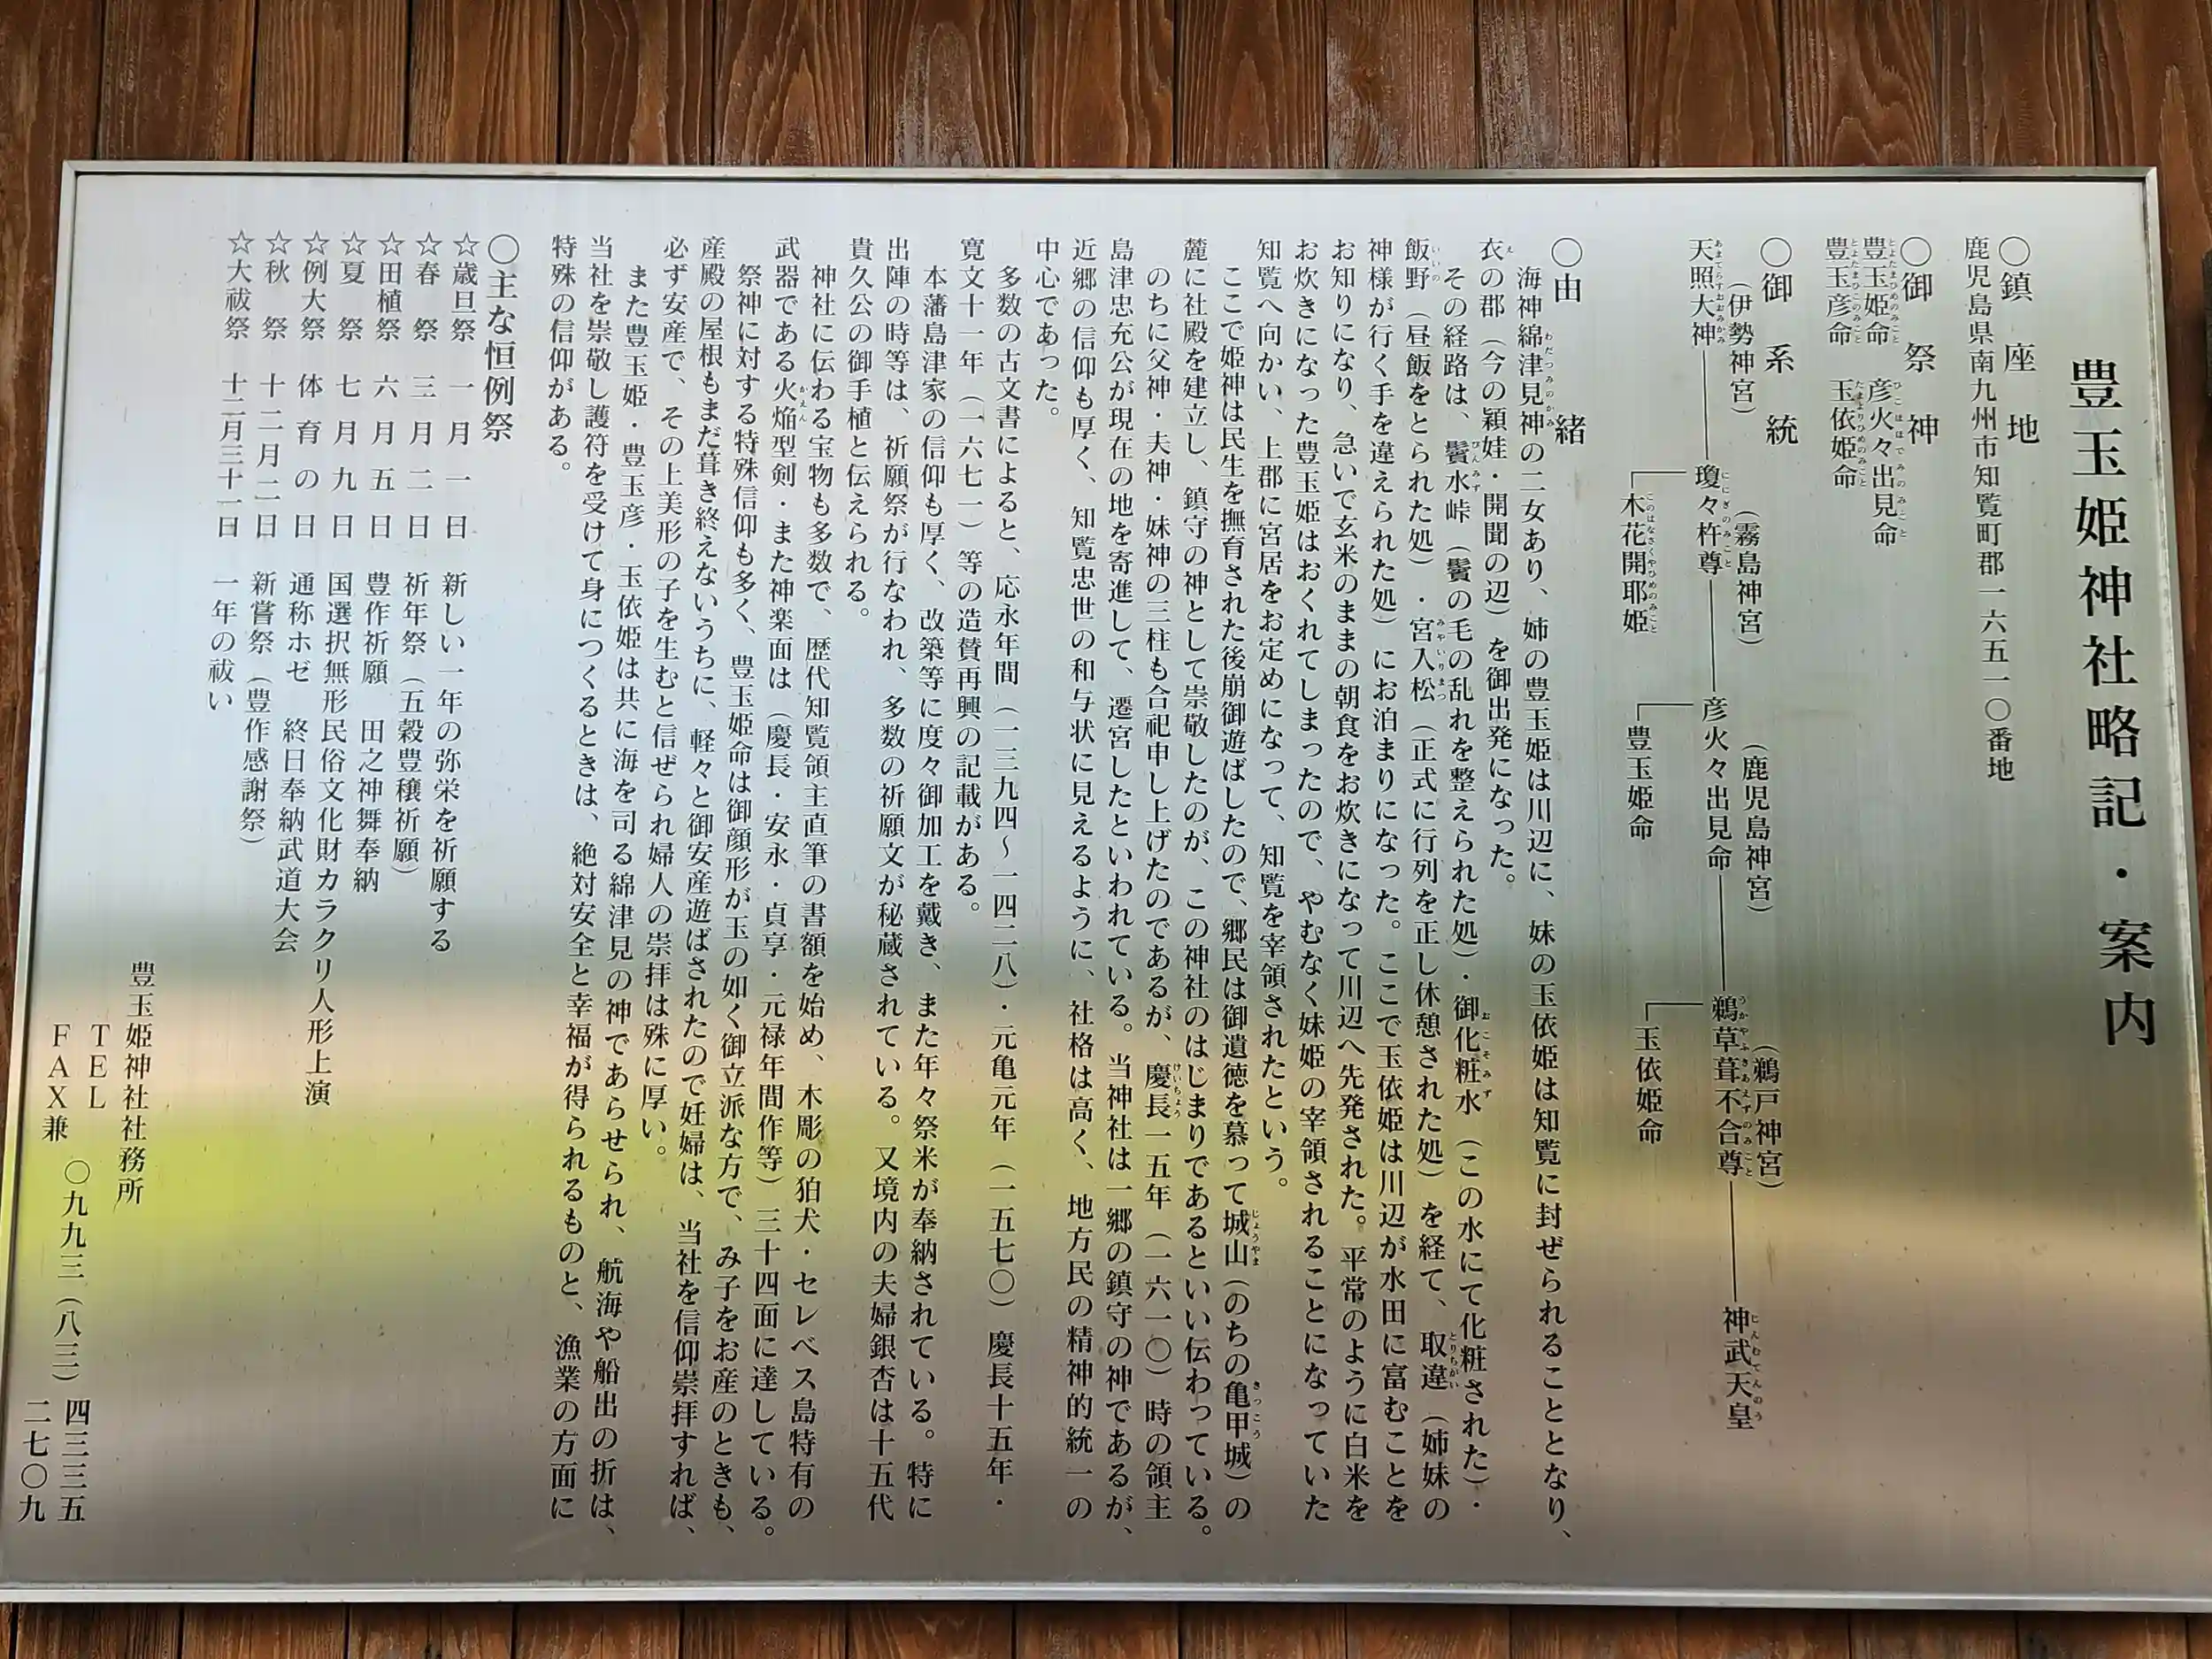 豊玉姫神社略記・案内
〇鎮座地
鹿児島県南九州市知覧町郡一六五一〇番地
〇御祭神
豊玉姫命 彦火々出見命
豊玉彦命 玉依姫命
〇御系統
(伊勢神宮) (霧島神宮) (鹿児島神宮) (鵜戸神宮)
天照大神 瓊々杵尊 彦火々出見命 鵜草葺不合尊 神武天皇
木花開耶姫 豊玉姫命 玉依姫命
〇由緒
海神綿津見神の二女あり、姉の豊玉姫は川辺に、妹の玉依姫は知覧に封ぜられることとなり、
衣の郡(今の穎娃・開聞の辺)を御出発になった。
その経路は、鬢水峠(鬢の毛の乱れを整えられた処)・御化粧水(この水にて化粧された)・
飯野(昼飯をとられた処)・宮入松(正式に行列を正し休憩された処)を経て、取違(姉妹の
神様が行く手を違えられた処)にお泊まりになった。ここで玉依姫は川辺が水田に富むことを
お知りになり、急いで玄米のままの朝食をお炊きになって川辺へ先発された。平常のように白米を
お炊きになった豊玉姫はおくれてしまったので、やむなく妹姫の宰領されることになっていた
知覧へ向かい、上郡に宮居をお定めになって、知覧を宰領されたという。
ここで姫神は民生を撫育された後崩御遊ばしたので、郷民は御遺徳を慕って城山(のちの亀甲城)の
麓に社殿を建立し、鎮守の神として崇敬したのが、この神社のはじまりであるといい伝わっている。
のちに父神・夫神・妹神の三柱も合祀申し上げたのであるが、慶長一五年(一六一〇)時の領主
島津忠充公が現在の地を寄進して、遷宮したといわれている。当神社は一郷の鎮守の神であるが、
近郷の信仰も厚く、知覧忠世の和与状に見えるように、社格は高く、地方民の精神的統一の
中心であった。
多数の古文書によると、応永年間(一三九四~一四二八)・元亀元年(一五七〇)慶長十五年・
寛文十一年(一六七一)等の造賛再興の記載がある。
本藩島津家の信仰も厚く、改築等に度々御加工を戴き、また年々祭米が奉納されている。特に
出陣の時等は、祈願祭が行なわれ、多数の祈願文が秘蔵されている。又境内の夫婦銀杏は十五代
貴久公の御手植と伝えられる。
神社に伝わる宝物も多数で、歴代知覧領主直筆の書額を始め、木彫の狛犬・セレベス島特有の
武器である火焔型剣・また神楽面は(慶長・安永・貞享・元禄年間作等)三十四面に達している。
祭神に対する特殊信仰も多く、豊玉姫命は御顔形が玉の如く御立派な方で、み子をお産のときも、
産殿の屋根もまだ葺き終えないうちに、軽々と御安産遊ばされたので妊婦は、当社を信仰崇拝すれば、
必ず安産で、その上美形の子を生むと信ぜられ婦人の崇拝は殊に厚い。
また豊玉姫・豊玉彦・玉依姫は共に海を司る綿津見の神であらせられ、航海や船出の折は、
当社を崇敬し護符を受けて身につくるときは、絶対安全と幸福が得られるものと、漁業の方面に
特殊の信仰がある。
〇主な恒例祭
☆歳旦祭 一月一日 新しい一年の弥栄を祈願する
☆春祭 三月二日 祈年祭(五穀豊穣祈願)
☆田植祭 六月五日 豊作祈願 田之神舞奉納
☆夏祭 七月九日 国選択無形民俗文化財カラクリ人形上演
☆例大祭 体育の日 通称ホゼ 終日奉納武道大会
☆秋祭 十二月二日 新嘗祭(豊作感謝祭)
☆大祓祭 十二月三十一日 一年の祓い
豊玉姫神社社務所
TEL 〇九九三(八三)四三三五
FAX兼 二七〇九